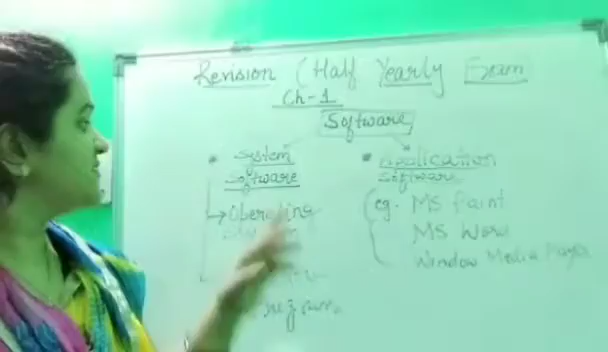 Revision (Half Yearly Exam
Ch-1
Software
System
Software
→ Operating
Application
Software
eg. MS Paint
MS Word
Window Media Player